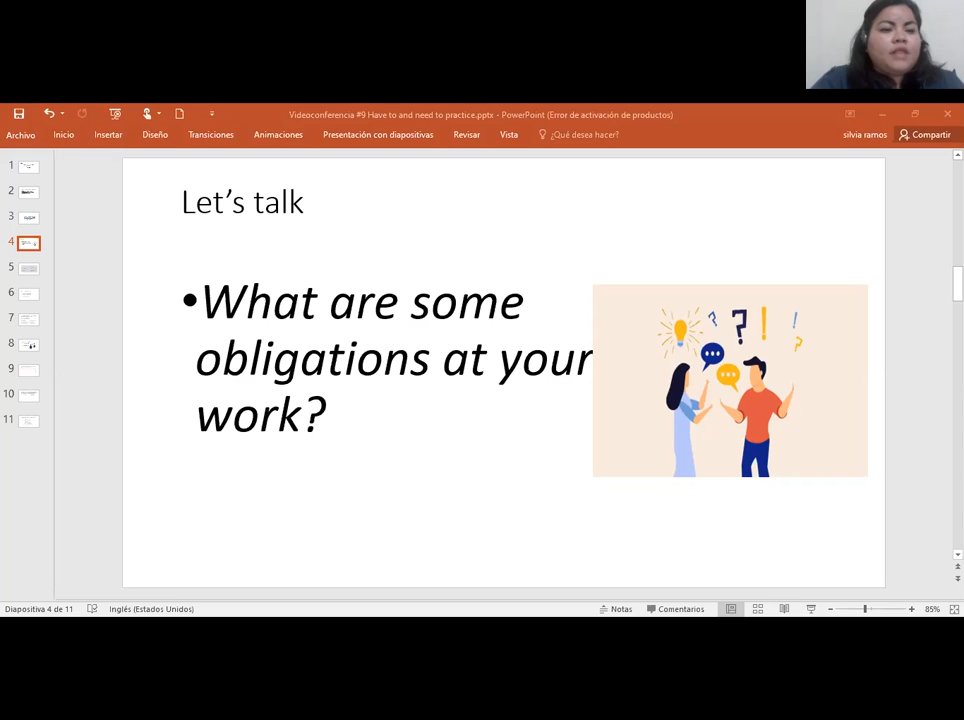 Videoconferencia #9 Have to and need to practice.pptx - PowerPoint (Error de activación de productos)
Archivo Inicio Insertar Diseño Transiciones Animaciones Presentación con diapositivas Revisar Vista ¿Qué desea hacer? silvia ramos Compartir
1
2
3
4
5
6
7
8
9
10
11
Let's talk
•What are some
obligations at your
work?
Diapositiva 4 de 11 Inglés (Estados Unidos) Notas Comentarios 85%